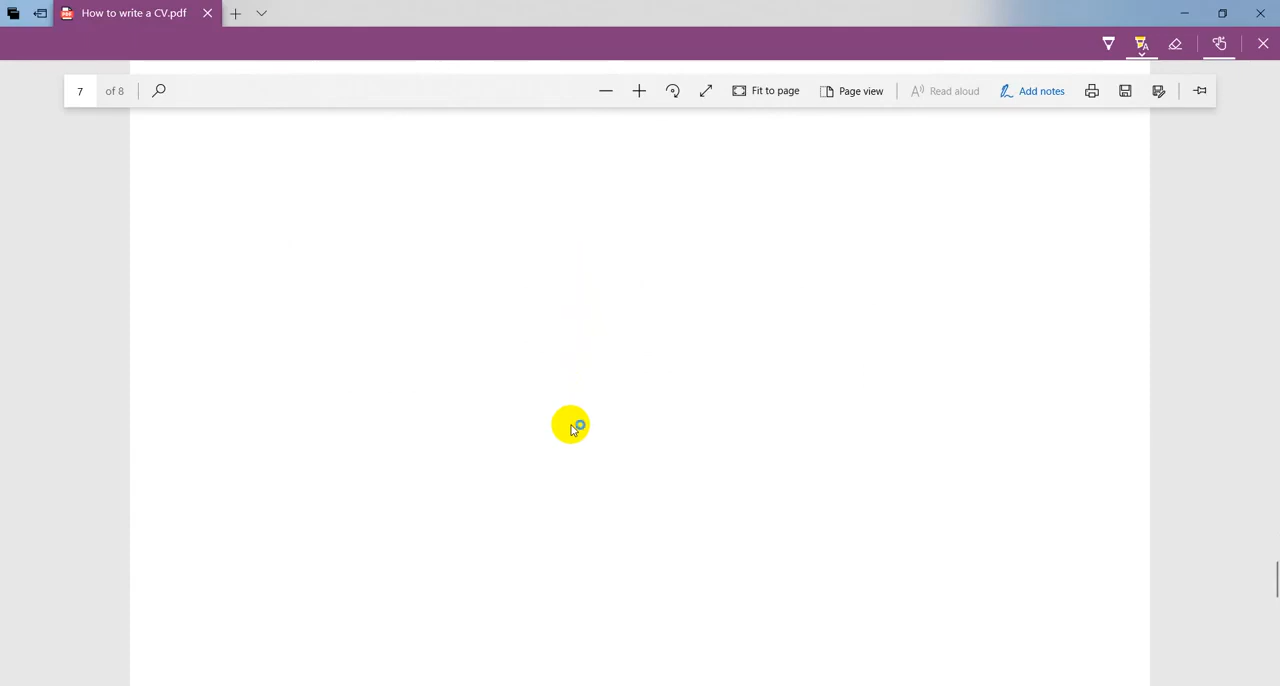 How to write a CV.pdf
7 of 8 Fit to page Page view Read aloud Add notes